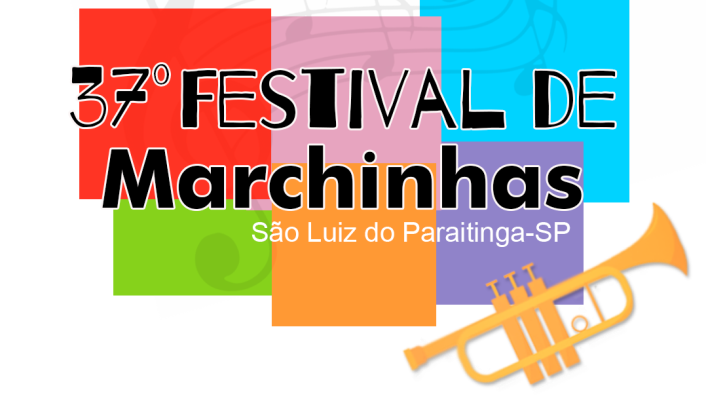 37º FESTIVAL DE
Marchinhas
São Luiz do Paraitinga-SP